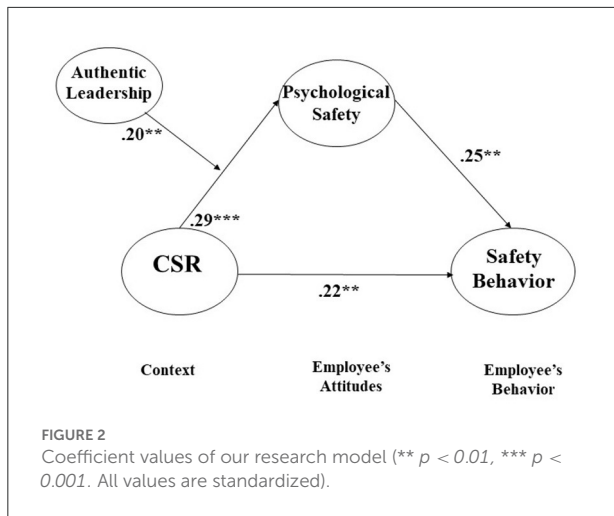 Authentic
Leadership
Psychological
Safety
.20**
.25**
.29***
CSR
Safety
Behavior
.22**
Context
Employee's
Attitudes
Employee's
Behavior
FIGURE 2
Coefficient values of our research model (** p < 0.01, *** p <
0.001. All values are standardized).